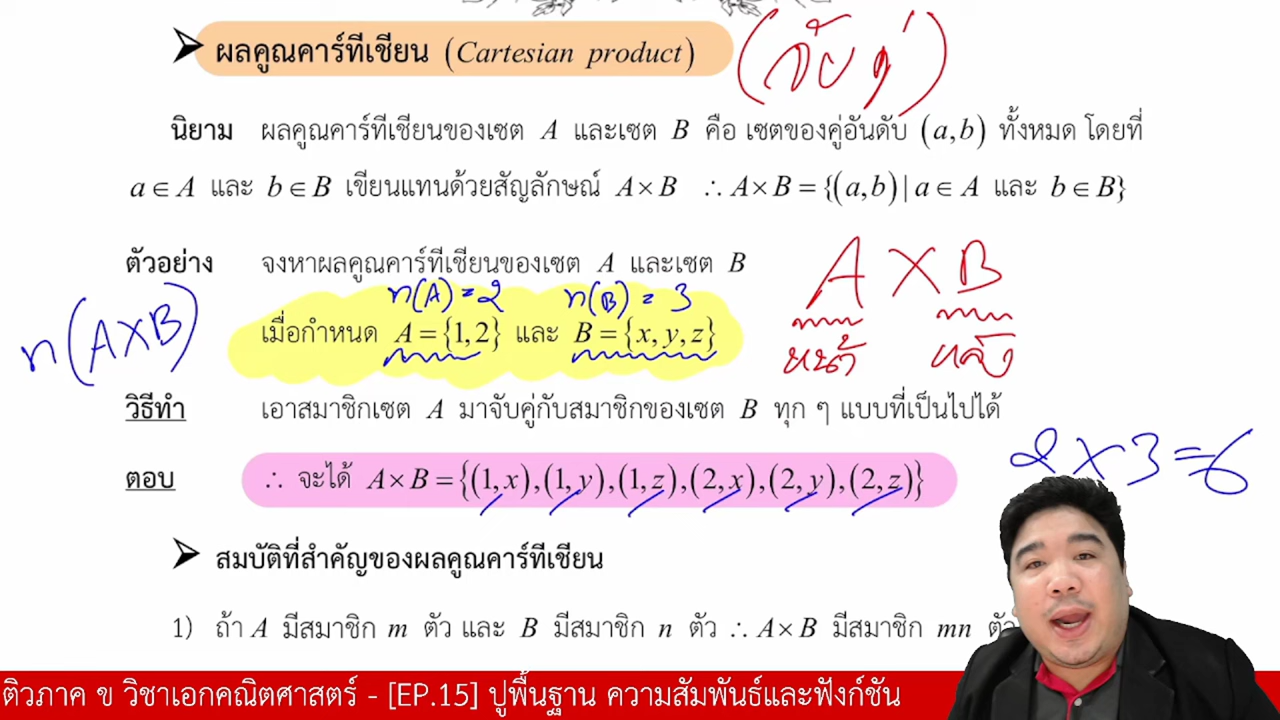 ➤ ผลคูณคาร์ทีเซียน (Cartesian product) (จับคู่)
นิยาม ผลคูณคาร์ทีเซียนของเซต A และเซต B คือ เซตของคู่อันดับ (a,b) ทั้งหมด โดยที่
a ∈ A และ b ∈ B เขียนแทนด้วยสัญลักษณ์ A×B ∴ A×B = {(a,b) | a ∈ A และ b ∈ B}
ตัวอย่าง จงหาผลคูณคาร์ทีเซียนของเซต A และเซต B
A × B
n(A) = 2 n(B) = 3
n(A×B)
เมื่อกำหนด A = {1,2} และ B = {x, y, z}
หน้า หลัง
วิธีทำ เอาสมาชิกเซต A มาจับคู่กับสมาชิกของเซต B ทุก ๆ แบบที่เป็นไปได้
2 × 3 = 6
ตอบ ∴ จะได้ A×B = {(1,x),(1,y),(1,z),(2,x),(2,y),(2,z)}
➤ สมบัติที่สำคัญของผลคูณคาร์ทีเซียน
1) ถ้า A มีสมาชิก m ตัว และ B มีสมาชิก n ตัว ∴ A×B มีสมาชิก mn ตัว
ติวภาค ข วิชาเอกคณิตศาสตร์ - [EP.15] ปูพื้นฐาน ความสัมพันธ์และฟังก์ชัน